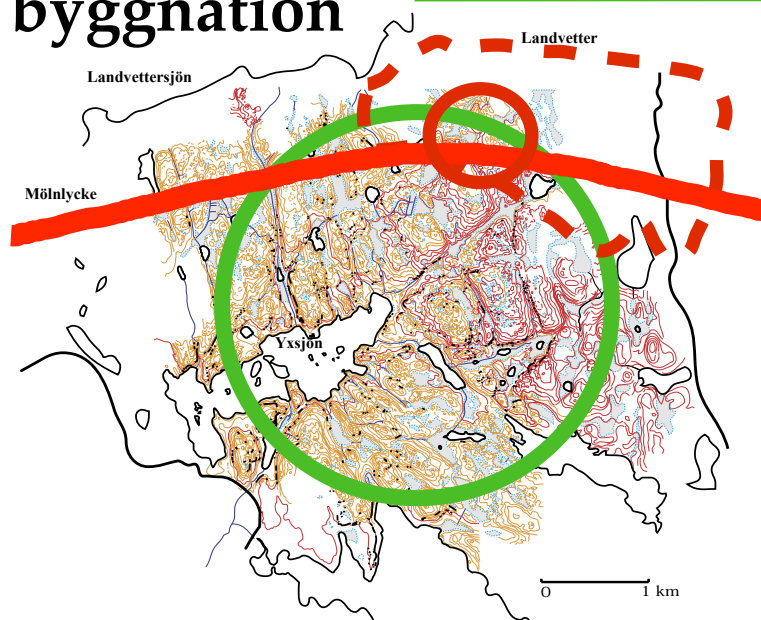 byggnation
Landvetter
Landvettersjön
Mölnlycke
Yxsjön
0 1 km